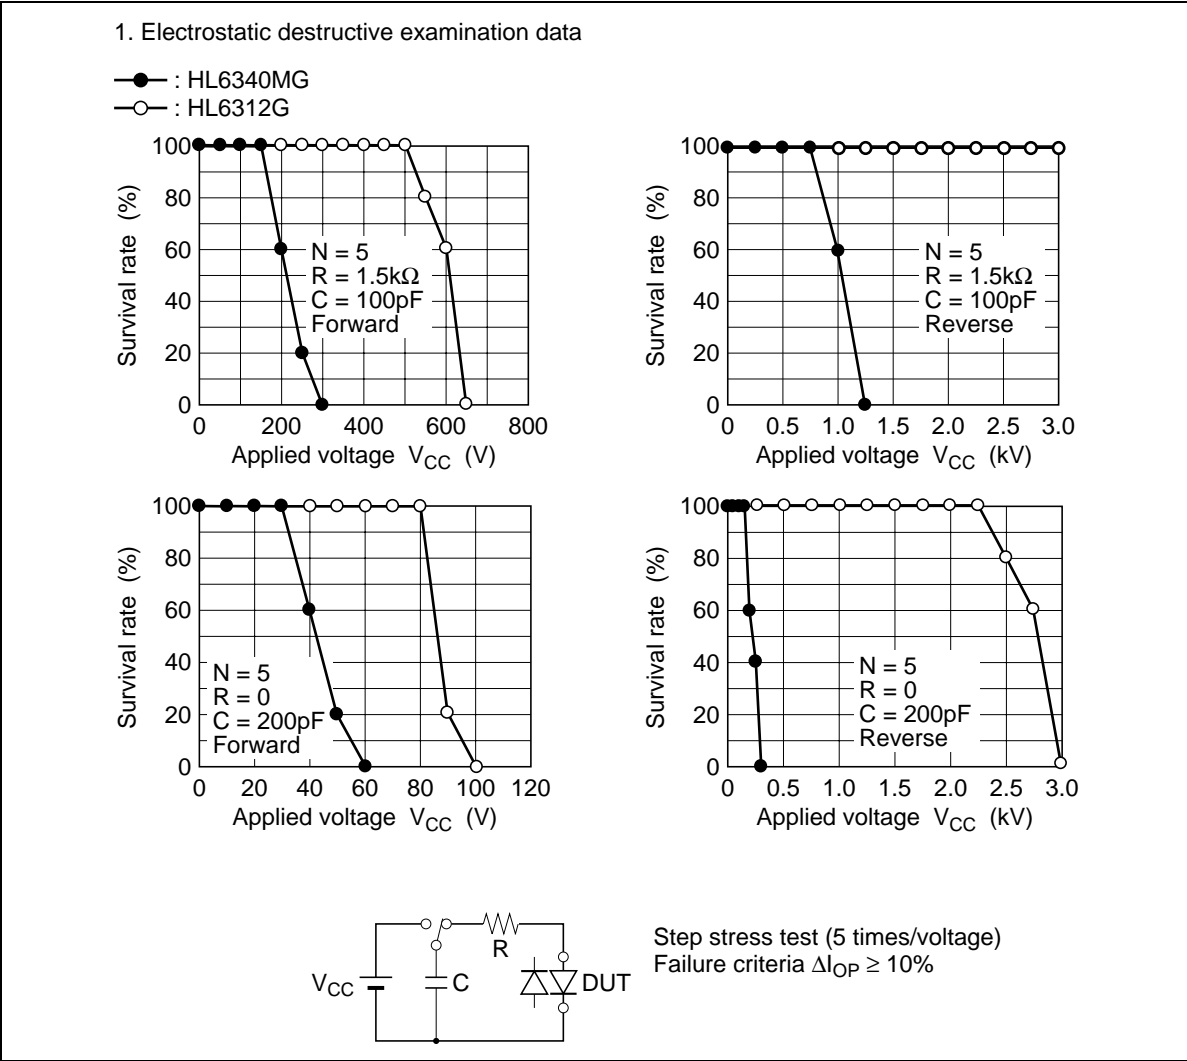 1. Electrostatic destructive examination data
: HL6340MG
: HL6312G
100
80
60
40
20
0
Survival rate (%)
N = 5
R = 1.5kΩ
C = 100pF
Forward
0 200 400 600 800
Applied voltage VCC (V)
100
80
60
40
20
0
Survival rate (%)
N = 5
R = 1.5kΩ
C = 100pF
Reverse
0 0.5 1.0 1.5 2.0 2.5 3.0
Applied voltage VCC (kV)
100
80
60
40
20
0
Survival rate (%)
N = 5
R = 0
C = 200pF
Forward
0 20 40 60 80 100 120
Applied voltage VCC (V)
100
80
60
40
20
0
Survival rate (%)
N = 5
R = 0
C = 200pF
Reverse
0 0.5 1.0 1.5 2.0 2.5 3.0
Applied voltage VCC (kV)
R
VCC
C
DUT
Step stress test (5 times/voltage)
Failure criteria ΔIOP ≥ 10%